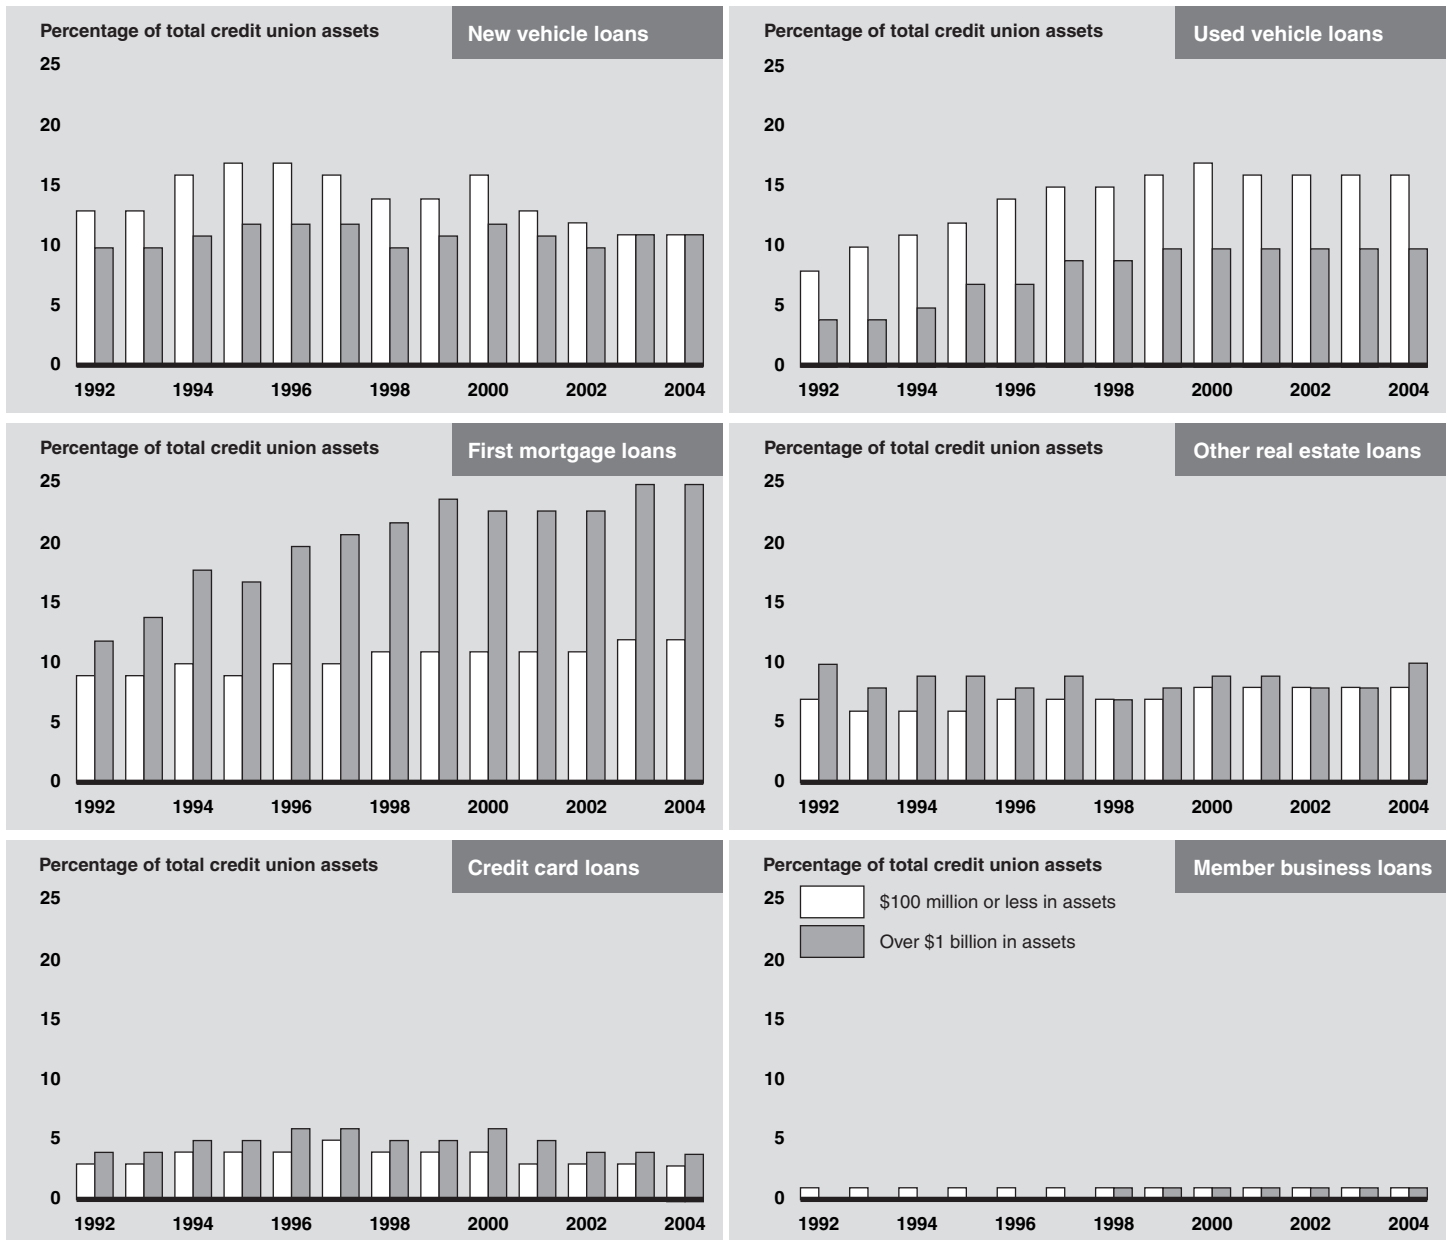 Percentage of total credit union assets
New vehicle loans
25
20
15
10
5
0
1992 1994 1996 1998 2000 2002 2004
Percentage of total credit union assets
Used vehicle loans
25
20
15
10
5
0
1992 1994 1996 1998 2000 2002 2004
Percentage of total credit union assets
First mortgage loans
25
20
15
10
5
0
1992 1994 1996 1998 2000 2002 2004
Percentage of total credit union assets
Other real estate loans
25
20
15
10
5
0
1992 1994 1996 1998 2000 2002 2004
Percentage of total credit union assets
Credit card loans
25
20
15
10
5
0
1992 1994 1996 1998 2000 2002 2004
Percentage of total credit union assets
Member business loans
25
$100 million or less in assets
Over $1 billion in assets
20
15
10
5
0
1992 1994 1996 1998 2000 2002 2004